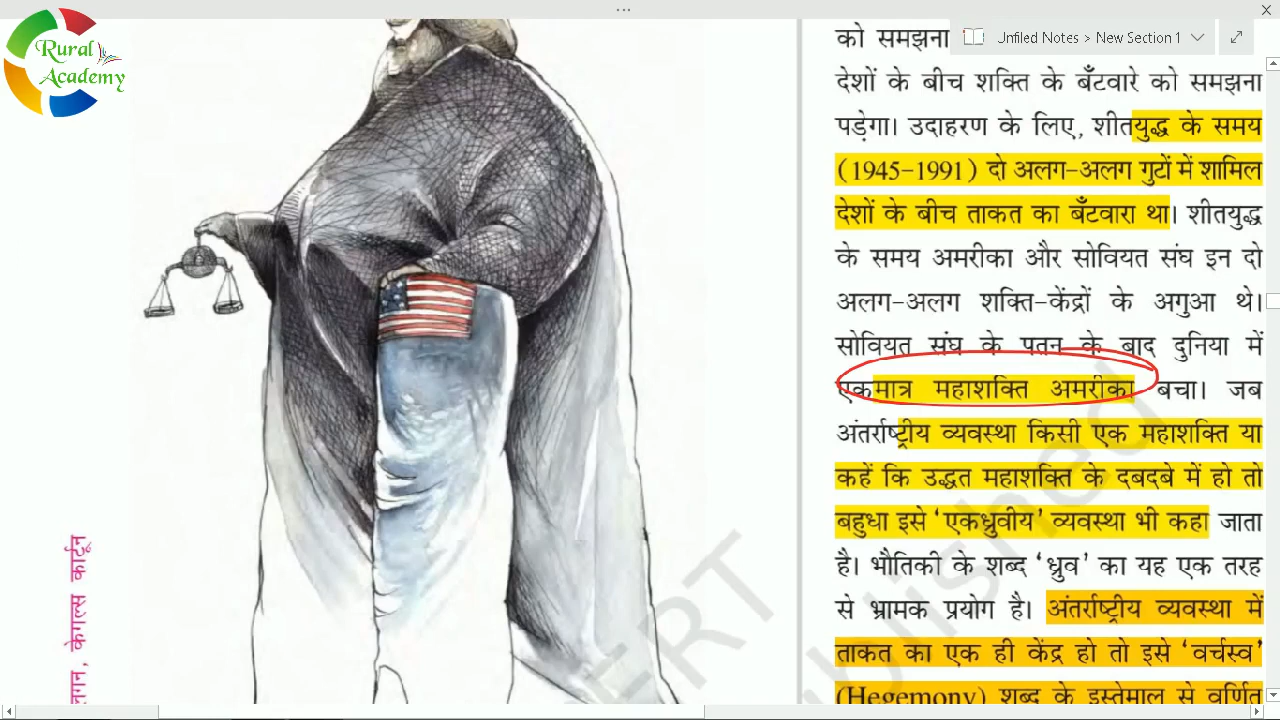 Rural
Academy
Jmfiled Notes > New Section 1
को समझना
देशों के बीच शक्ति के बँटवारे को समझना
पड़ेगा। उदाहरण के लिए, शीतयुद्ध के समय
(1945-1991) दो अलग-अलग गुटों में शामिल
देशों के बीच ताकत का बँटवारा था। शीतयुद्ध
के समय अमरीका और सोवियत संघ इन दो
अलग-अलग शक्ति-केंद्रों के अगुआ थे।
सोवियत संघ के पतन के बाद दुनिया में
एकमात्र महाशक्ति अमरीका बचा। जब
अंतर्राष्ट्रीय व्यवस्था किसी एक महाशक्ति या
कहें कि उद्धत महाशक्ति के दबदबे में हो तो
बहुधा इसे ‘एकध्रुवीय’ व्यवस्था भी कहा जाता
है। भौतिकी के शब्द ‘ध्रुव’ का यह एक तरह
से भ्रामक प्रयोग है। अंतर्राष्ट्रीय व्यवस्था में
ताकत का एक ही केंद्र हो तो इसे ‘वर्चस्व’
(Hegemony) शब्द के इस्तेमाल से वर्णित
केगल्स कार्टून